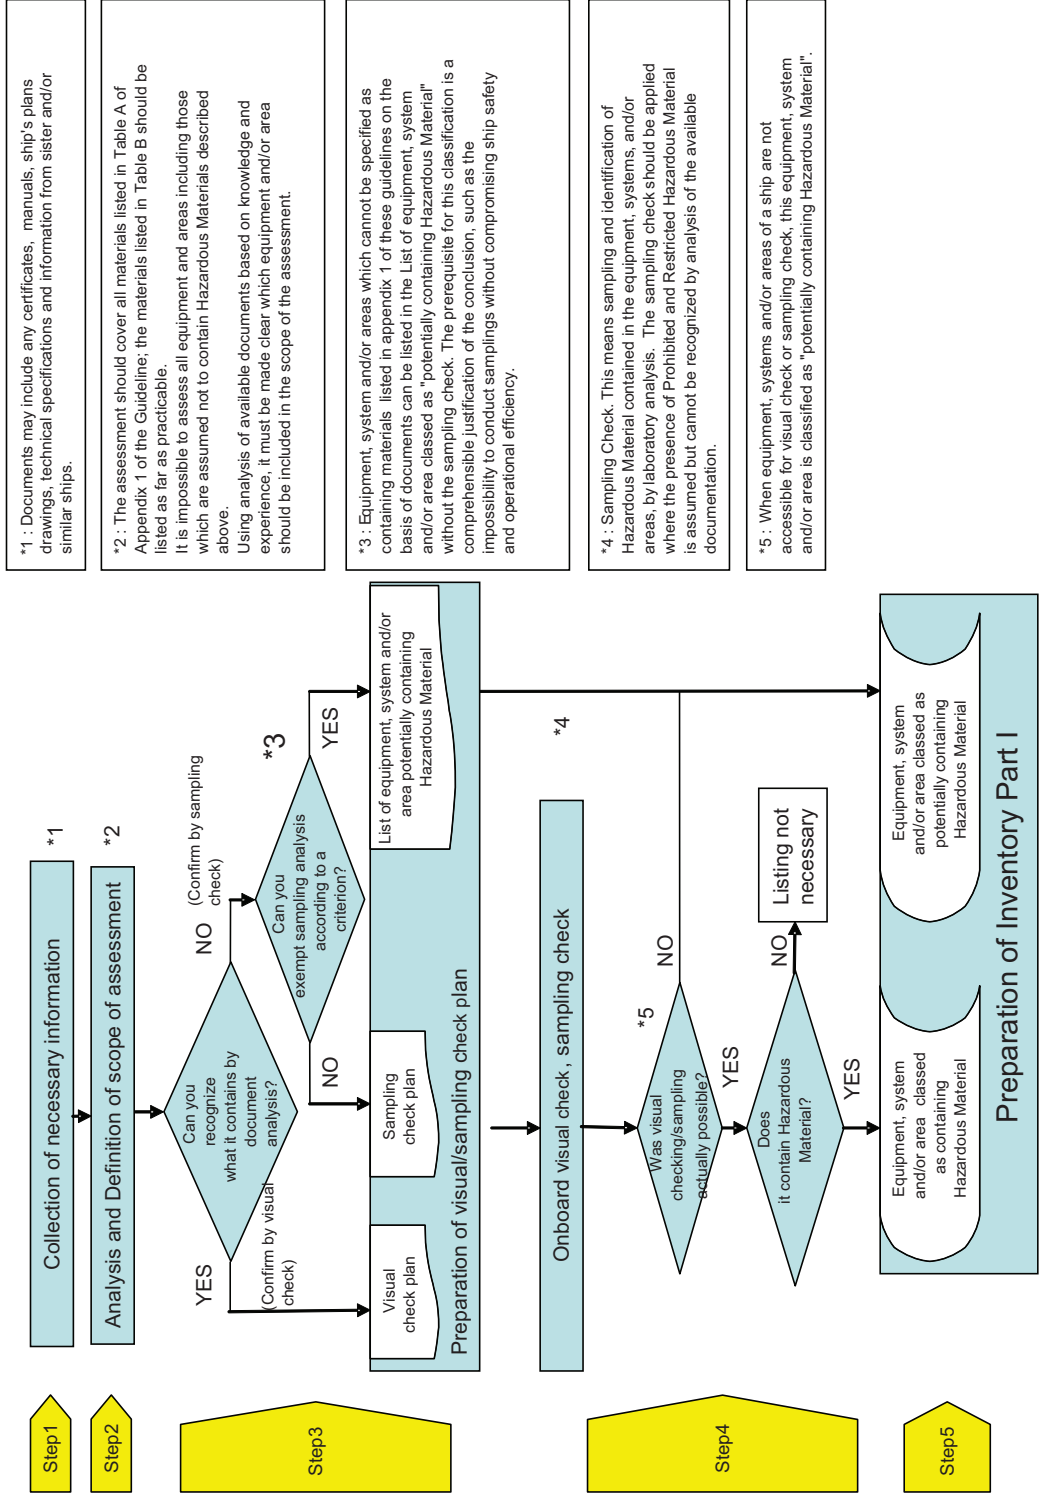 Step1
Collection of necessary information
*1
Step2
Analysis and Definition of scope of assessment
*2
Step3
Can you
recognize
what it contains by
document
analysis?
YES
(Confirm by visual
check)
NO
(Confirm by sampling
check)
Can you
exempt sampling analysis
according to a
criterion?
*3
NO
YES
Visual
check plan
Sampling
check plan
List of equipment, system and/or
area potentially containing
Hazardous Material
Preparation of visual/sampling check plan
Step4
Onboard visual check, sampling check
*4
Was visual
checking/sampling
actually possible?
*5
NO
YES
Does
it contain Hazardous
Material?
NO
Listing not
necessary
YES
Step5
Equipment, system
and/or area classed
as containing
Hazardous Material
Equipment, system
and/or area classed as
potentially containing
Hazardous Material
Preparation of Inventory Part I
*1 : Documents may include any certificates, manuals, ship's plans
drawings, technical specifications and information from sister and/or
similar ships.
*2 : The assessment should cover all materials listed in Table A of
Appendix 1 of the Guideline; the materials listed in Table B should be
listed as far as practicable.
It is impossible to assess all equipment and areas including those
which are assumed not to contain Hazardous Materials described
above.
Using analysis of available documents based on knowledge and
experience, it must be made clear which equipment and/or area
should be included in the scope of the assessment.
*3 : Equipment, system and/or areas which cannot be specified as
containing materials listed in appendix 1 of these guidelines on the
basis of documents can be listed in the List of equipment, system
and/or area classed as "potentially containing Hazardous Material"
without the sampling check. The prerequisite for this classification is a
comprehensible justification of the conclusion, such as the
impossibility to conduct samplings without compromising ship safety
and operational efficiency.
*4 : Sampling Check. This means sampling and identification of
Hazardous Material contained in the equipment, systems, and/or
areas, by laboratory analysis. The sampling check should be applied
where the presence of Prohibited and Restricted Hazardous Material
is assumed but cannot be recognized by analysis of the available
documentation.
*5 : When equipment, systems and/or areas of a ship are not
accessible for visual check or sampling check, this equipment, system
and/or area is classified as "potentially containing Hazardous Material".